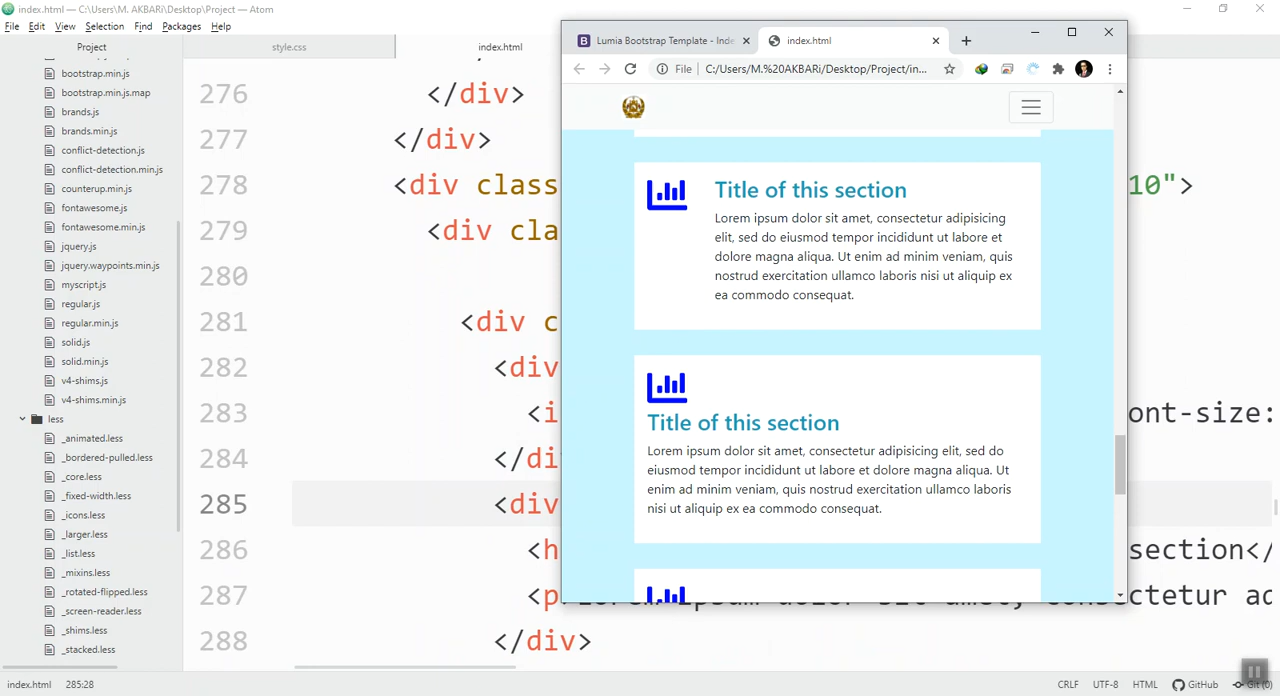 index.html — C:\Users\M. AKBARi\Desktop\Project — Atom
File Edit View Selection Find Packages Help
Project
style.css
index.html
bootstrap.min.js
bootstrap.min.js.map
brands.js
brands.min.js
conflict-detection.js
conflict-detection.min.js
counterup.min.js
fontawesome.js
fontawesome.min.js
jquery.js
jquery.waypoints.min.js
myscript.js
regular.js
regular.min.js
solid.js
solid.min.js
v4-shims.js
v4-shims.min.js
less
_animated.less
_bordered-pulled.less
_core.less
_fixed-width.less
_icons.less
_larger.less
_list.less
_mixins.less
_rotated-flipped.less
_screen-reader.less
_shims.less
_stacked.less
276 </div>
277 </div>
278 <div class 10">
279 <div cla
280
281 <div c
282 <div
283 <i ont-size:
284 </di
285 <div
286 <h section</
287 <p>Lorem ipsum dolor sit amet, consectetur ad
288 </div>
Lumia Bootstrap Template - Inde
index.html
File C:/Users/M.%20AKBARi/Desktop/Project/in...
Title of this section
Lorem ipsum dolor sit amet, consectetur adipisicing
elit, sed do eiusmod tempor incididunt ut labore et
dolore magna aliqua. Ut enim ad minim veniam, quis
nostrud exercitation ullamco laboris nisi ut aliquip ex
ea commodo consequat.
Title of this section
Lorem ipsum dolor sit amet, consectetur adipisicing elit, sed do
eiusmod tempor incididunt ut labore et dolore magna aliqua. Ut
enim ad minim veniam, quis nostrud exercitation ullamco laboris
nisi ut aliquip ex ea commodo consequat.
index.html 285:28
CRLF UTF-8 HTML GitHub Git (0)